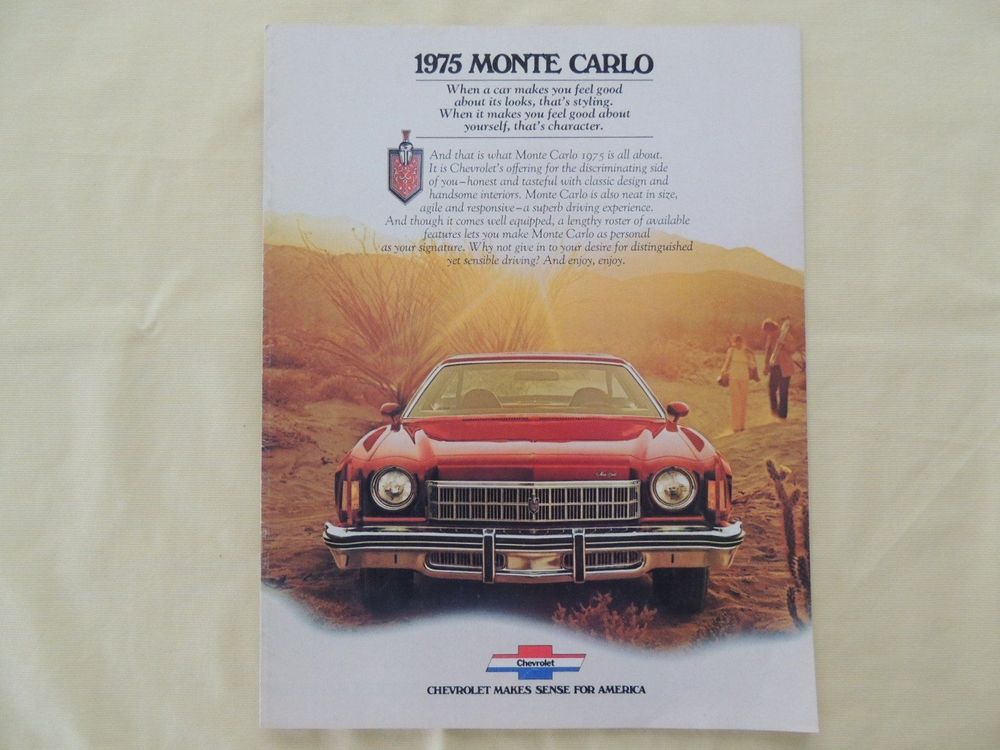 1975 MONTE CARLO
When a car makes you feel good
about its looks, that's styling.
When it makes you feel good about
yourself, that's character.
And that is what Monte Carlo 1975 is all about.
It is Chevrolet's offering for the discriminating side
of you—honest and tasteful with classic design and
handsome interiors. Monte Carlo is also neat in size,
agile and responsive—a superb driving experience.
And though it comes well equipped, a lengthy roster of available
features lets you make Monte Carlo as personal
as your signature. Why not give in to your desire for distinguished
yet sensible driving? And enjoy, enjoy.
Monte Carlo
Chevrolet
CHEVROLET MAKES SENSE FOR AMERICA